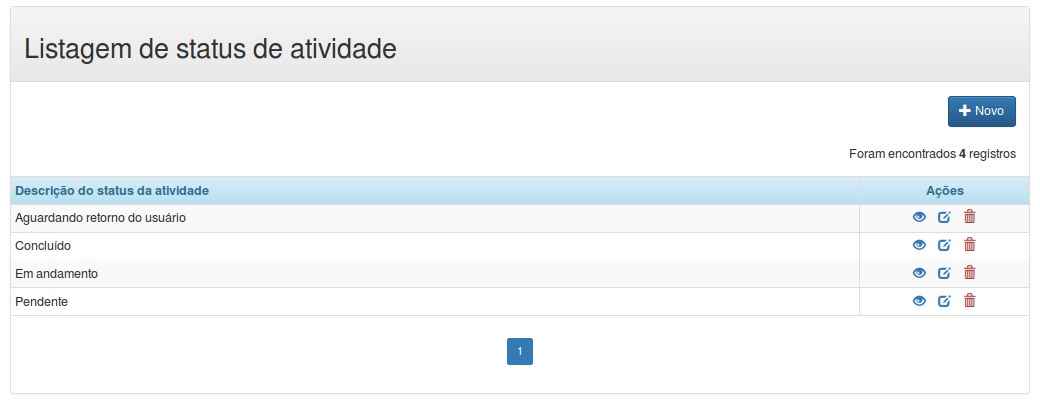 Listagem de status de atividade
Novo
Foram encontrados 4 registros
Descrição do status da atividade Ações
Aguardando retorno do usuário
Concluído
Em andamento
Pendente
1